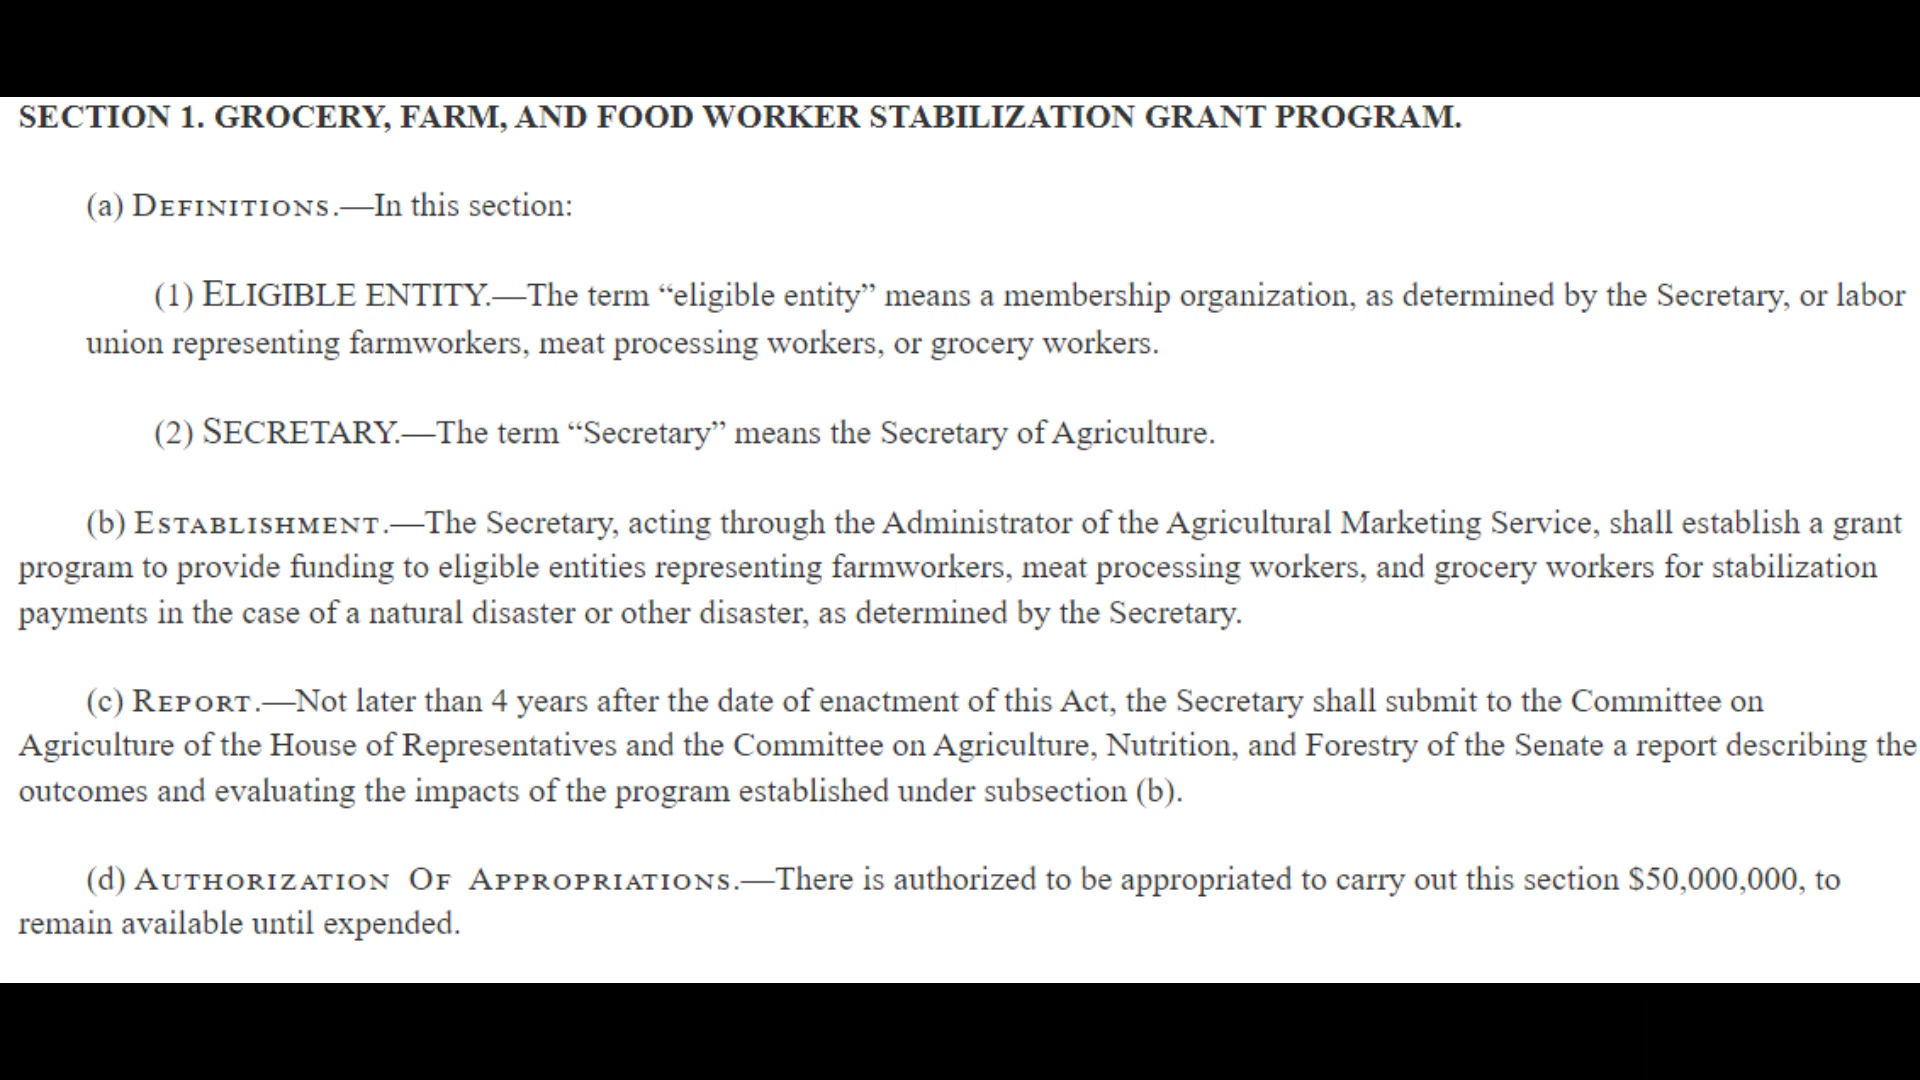 SECTION 1. GROCERY, FARM, AND FOOD WORKER STABILIZATION GRANT PROGRAM.
(a) DEFINITIONS.—In this section:
(1) ELIGIBLE ENTITY.—The term “eligible entity” means a membership organization, as determined by the Secretary, or labor
union representing farmworkers, meat processing workers, or grocery workers.
(2) SECRETARY.—The term “Secretary” means the Secretary of Agriculture.
(b) ESTABLISHMENT.—The Secretary, acting through the Administrator of the Agricultural Marketing Service, shall establish a grant
program to provide funding to eligible entities representing farmworkers, meat processing workers, and grocery workers for stabilization
payments in the case of a natural disaster or other disaster, as determined by the Secretary.
(c) REPORT.—Not later than 4 years after the date of enactment of this Act, the Secretary shall submit to the Committee on
Agriculture of the House of Representatives and the Committee on Agriculture, Nutrition, and Forestry of the Senate a report describing the
outcomes and evaluating the impacts of the program established under subsection (b).
(d) AUTHORIZATION OF APPROPRIATIONS.—There is authorized to be appropriated to carry out this section $50,000,000, to
remain available until expended.